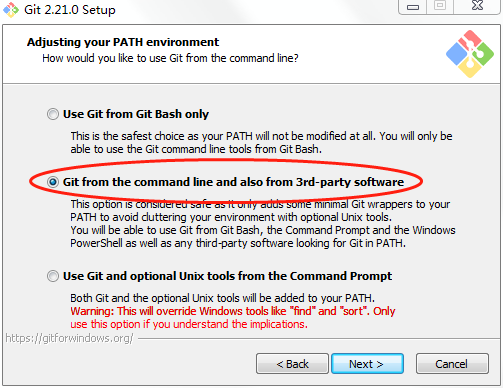 Git 2.21.0 Setup
Adjusting your PATH environment
How would you like to use Git from the command line?
Use Git from Git Bash only
This is the safest choice as your PATH will not be modified at all. You will only be
able to use the Git command line tools from Git Bash.
Git from the command line and also from 3rd-party software
This option is considered safe as it only adds some minimal Git wrappers to your
PATH to avoid cluttering your environment with optional Unix tools.
You will be able to use Git from Git Bash, the Command Prompt and the Windows
PowerShell as well as any third-party software looking for Git in PATH.
Use Git and optional Unix tools from the Command Prompt
Both Git and the optional Unix tools will be added to your PATH.
Warning: This will override Windows tools like "find" and "sort". Only
use this option if you understand the implications.
https://gitforwindows.org/
< Back
Next >
Cancel